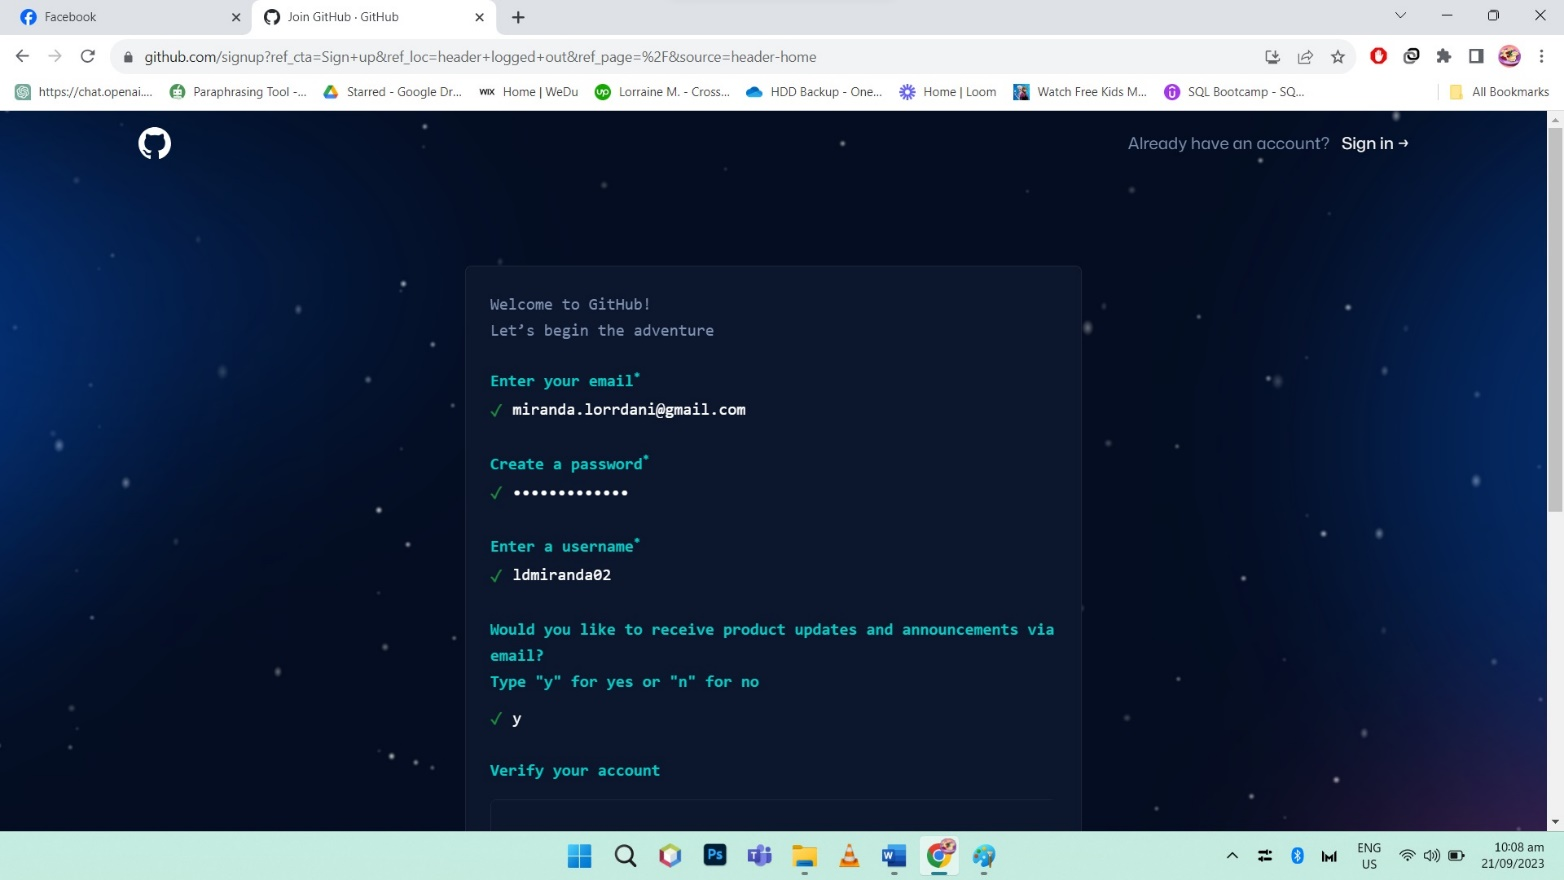 Facebook
Join GitHub · GitHub
github.com/signup?ref_cta=Sign+up&ref_loc=header+logged+out&ref_page=%2F&source=header-home
https://chat.openai....
Paraphrasing Tool -...
Starred - Google Dr...
WIX
Home | WeDu
up
Lorraine M. - Cross...
HDD Backup - One...
Home | Loom
Watch Free Kids M...
SQL Bootcamp - SQ...
All Bookmarks
Already have an account? Sign in →
Welcome to GitHub!
Let’s begin the adventure
Enter your email*
✓ miranda.lorrdani@gmail.com
Create a password*
✓ •••••••••••••
Enter a username*
✓ ldmiranda02
Would you like to receive product updates and announcements via
email?
Type "y" for yes or "n" for no
✓ y
Verify your account
Ps
ENG
US
10:08 am
21/09/2023